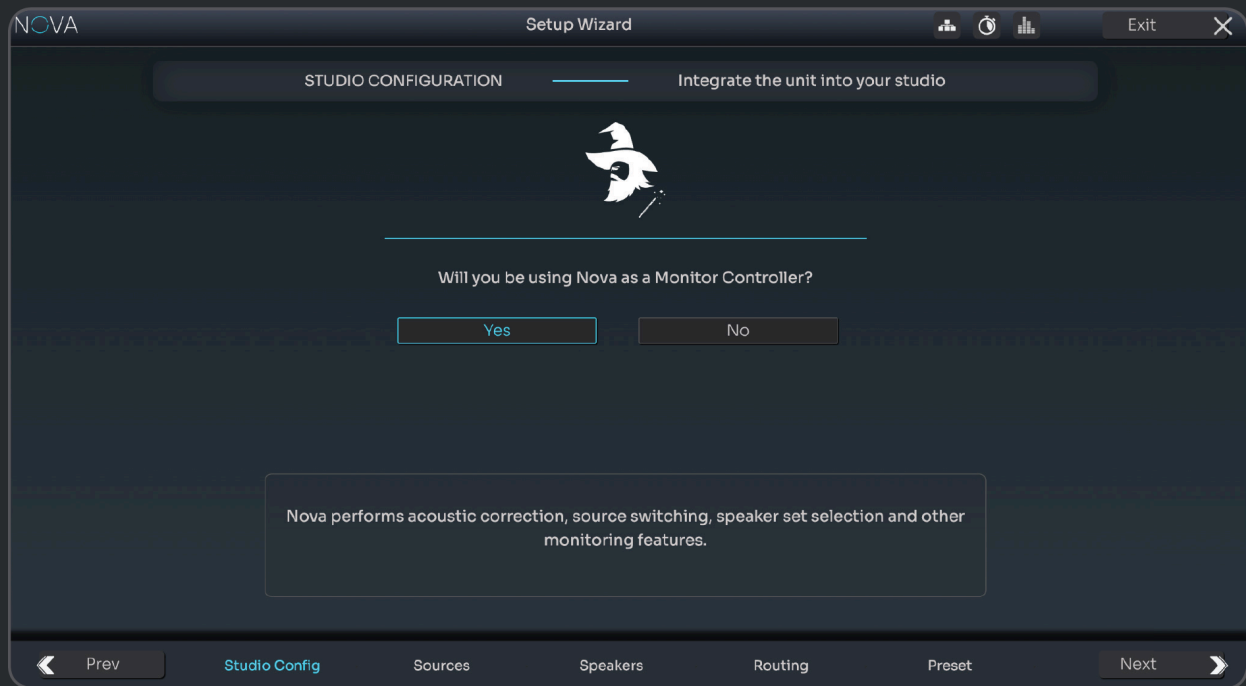 NOVA
Setup Wizard
Exit
STUDIO CONFIGURATION
Integrate the unit into your studio
Will you be using Nova as a Monitor Controller?
Yes
No
Nova performs acoustic correction, source switching, speaker set selection and other
monitoring features.
Prev
Studio Config
Sources
Speakers
Routing
Preset
Next